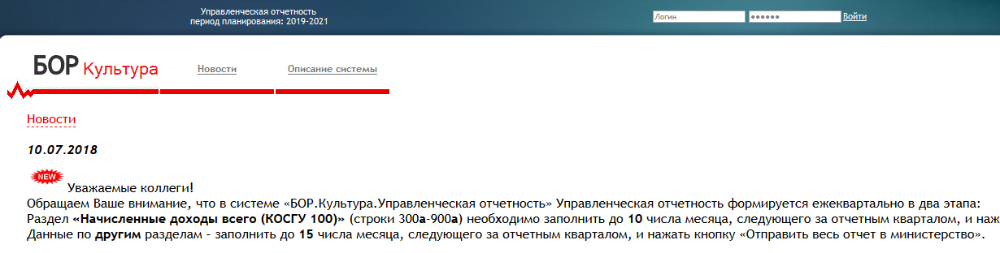 Управленческая отчетность
период планирования: 2019-2021
Логин
••••••
Войти
БОР Культура
Новости
Описание системы
Новости
10.07.2018
NEW Уважаемые коллеги!
Обращаем Ваше внимание, что в системе «БОР.Культура.Управленческая отчетность» Управленческая отчетность формируется ежеквартально в два этапа:
Раздел «Начисленные доходы всего (КОСГУ 100)» (строки 300а-900а) необходимо заполнить до 10 числа месяца, следующего за отчетным кварталом, и
Данные по другим разделам - заполнить до 15 числа месяца, следующего за отчетным кварталом, и нажать кнопку «Отправить весь отчет в министерство».